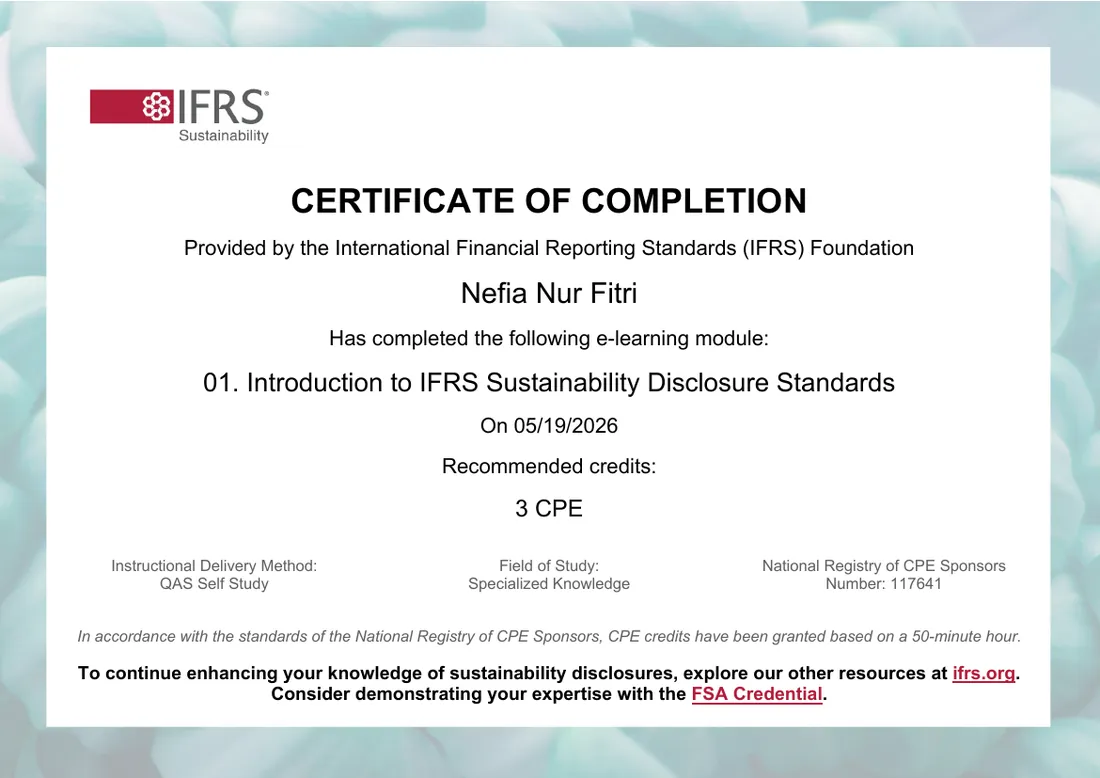 IFRS®
Sustainability
CERTIFICATE OF COMPLETION
Provided by the International Financial Reporting Standards (IFRS) Foundation
Nefia Nur Fitri
Has completed the following e-learning module:
01. Introduction to IFRS Sustainability Disclosure Standards
On 05/19/2026
Recommended credits:
3 CPE
Instructional Delivery Method:
QAS Self Study
Field of Study:
Specialized Knowledge
National Registry of CPE Sponsors
Number: 117641
In accordance with the standards of the National Registry of CPE Sponsors, CPE credits have been granted based on a 50-minute hour.
To continue enhancing your knowledge of sustainability disclosures, explore our other resources at ifrs.org.
Consider demonstrating your expertise with the FSA Credential.